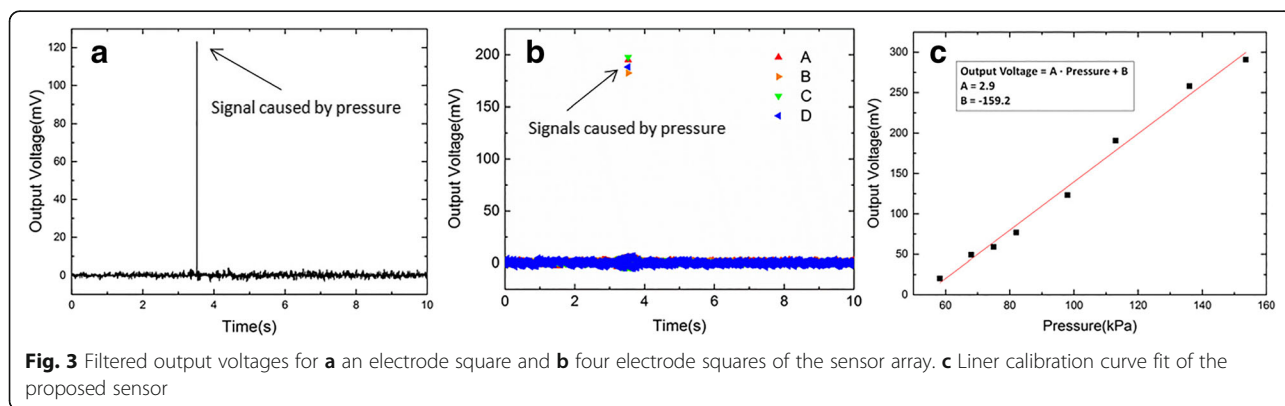 a
Output Voltage(mV)
120
100
80
60
40
20
0
Signal caused by pressure
0 2 4 6 8 10
Time(s)
b
Output Voltage(mV)
200
150
100
50
0
A
B
C
D
Signals caused by pressure
0 2 4 6 8 10
Time(s)
c
Output Voltage(mV)
300
250
200
150
100
50
0
Output Voltage = A · Pressure + B
A = 2.9
B = -159.2
60 80 100 120 140 160
Pressure(kPa)
Fig. 3 Filtered output voltages for a an electrode square and b four electrode squares of the sensor array. c Liner calibration curve fit of the
proposed sensor